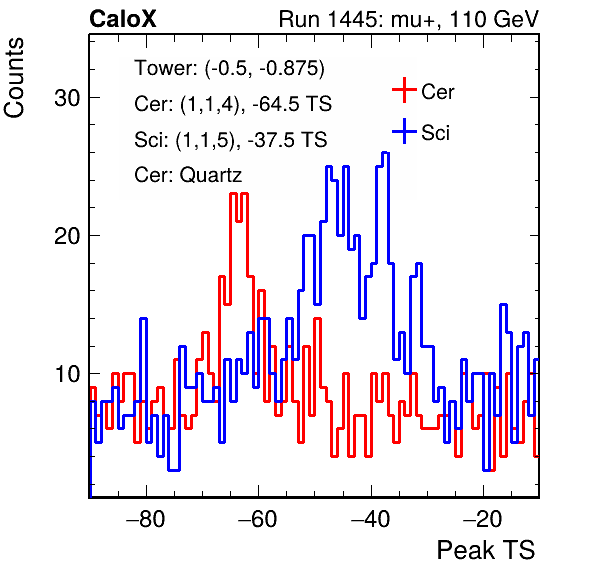 CaloX Run 1445: mu+, 110 GeV
Counts
Tower: (-0.5, -0.875)
Cer: (1,1,4), -64.5 TS
Sci: (1,1,5), -37.5 TS
Cer: Quartz
Cer
Sci
30
20
10
−80 −60 −40 −20
Peak TS